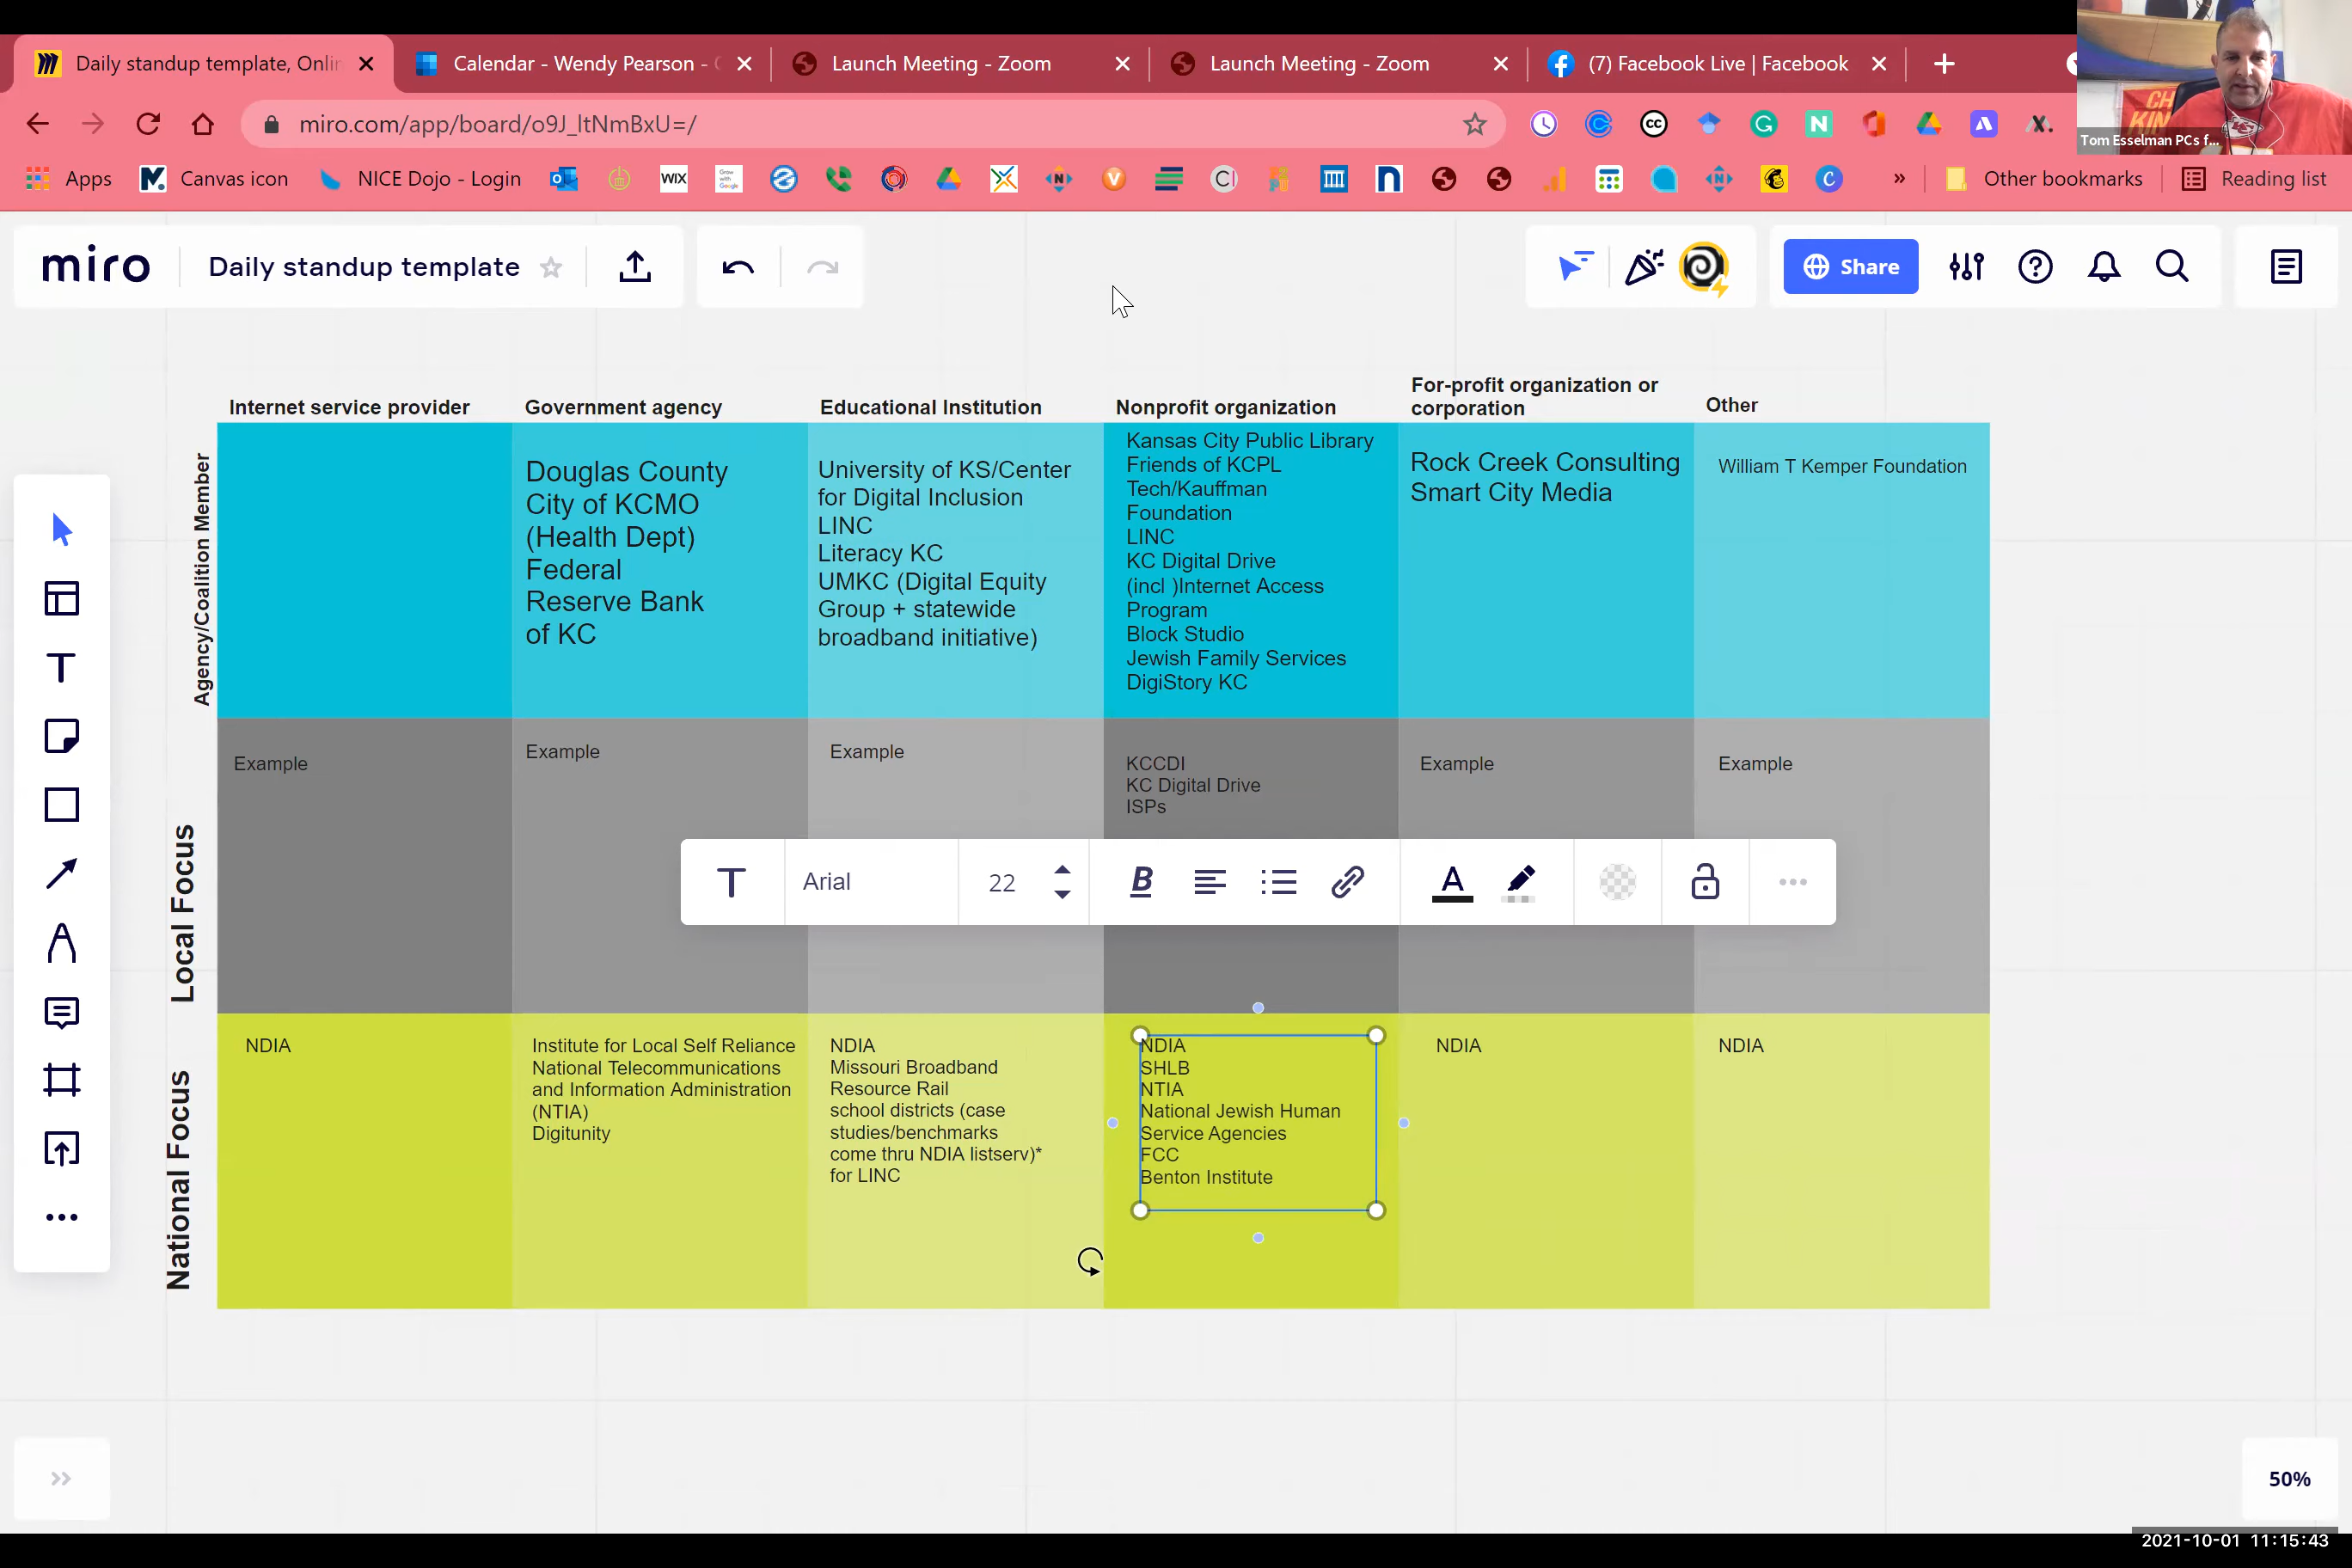 Daily standup template, Onlin
Calendar - Wendy Pearson -
Launch Meeting - Zoom
Launch Meeting - Zoom
(7) Facebook Live | Facebook
miro.com/app/board/o9J_ltNmBxU=/
Tom Esselman PCs f...
Apps
Canvas icon
NICE Dojo - Login
WIX
Other bookmarks
Reading list
miro
Daily standup template
Share
Internet service provider
Government agency
Educational Institution
Nonprofit organization
For-profit organization or
corporation
Other
Agency/Coalition Member
Douglas County
City of KCMO
(Health Dept)
Federal
Reserve Bank
of KC
University of KS/Center
for Digital Inclusion
LINC
Literacy KC
UMKC (Digital Equity
Group + statewide
broadband initiative)
Kansas City Public Library
Friends of KCPL
Tech/Kauffman
Foundation
LINC
KC Digital Drive
(incl )Internet Access
Program
Block Studio
Jewish Family Services
DigiStory KC
Rock Creek Consulting
Smart City Media
William T Kemper Foundation
Local Focus
Example
Example
Example
KCCDI
KC Digital Drive
ISPs
Example
Example
Arial
22
B
A
National Focus
NDIA
Institute for Local Self Reliance
National Telecommunications
and Information Administration
(NTIA)
Digitunity
NDIA
Missouri Broadband
Resource Rail
school districts (case
studies/benchmarks
come thru NDIA listserv)*
for LINC
NDIA
SHLB
NTIA
National Jewish Human
Service Agencies
FCC
Benton Institute
NDIA
NDIA
50%
2021-10-01 11:15:43